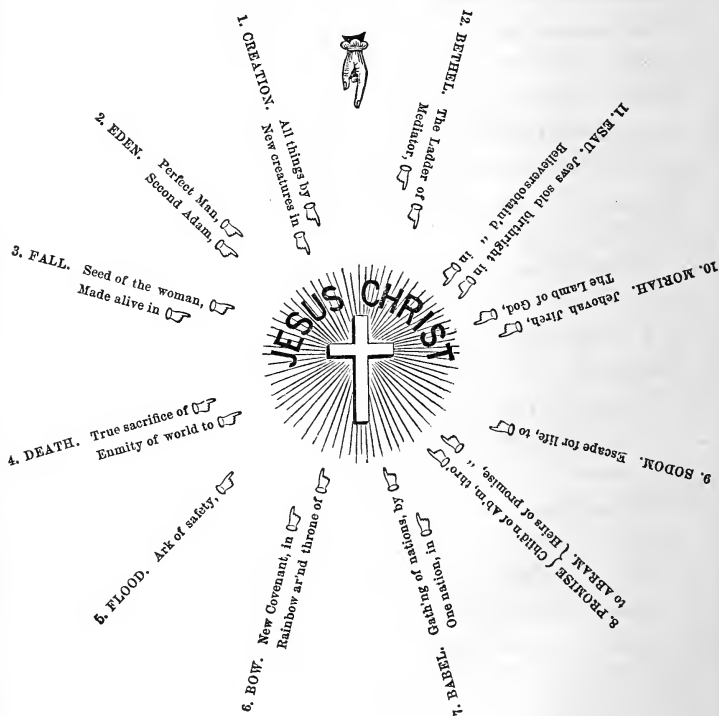 1. CREATION. All things by
New creatures in
2. EDEN. Perfect Man,
Second Adam,
3. FALL. Seed of the woman,
Made alive in
4. DEATH. True sacrifice of
Enmity of world to
5. FLOOD. Ark of safety,
6. BOW. New Covenant, in
Rainbow ar'nd throne of
7. BABEL. Gath'ng of nations, by
One nation, in
8. PROMISE { Child'n of Ab'm, thro',
to ABRAM. } Heirs of promise, „
9. SODOM. Escape for life, to
10. MORIAH. Jehovah Jireh,
The Lamb of God,
11. ESAU. Jews sold birthright in
Believers obtain'd „ in
12. BETHEL. The Ladder of
Mediator,
JESUS CHRIST